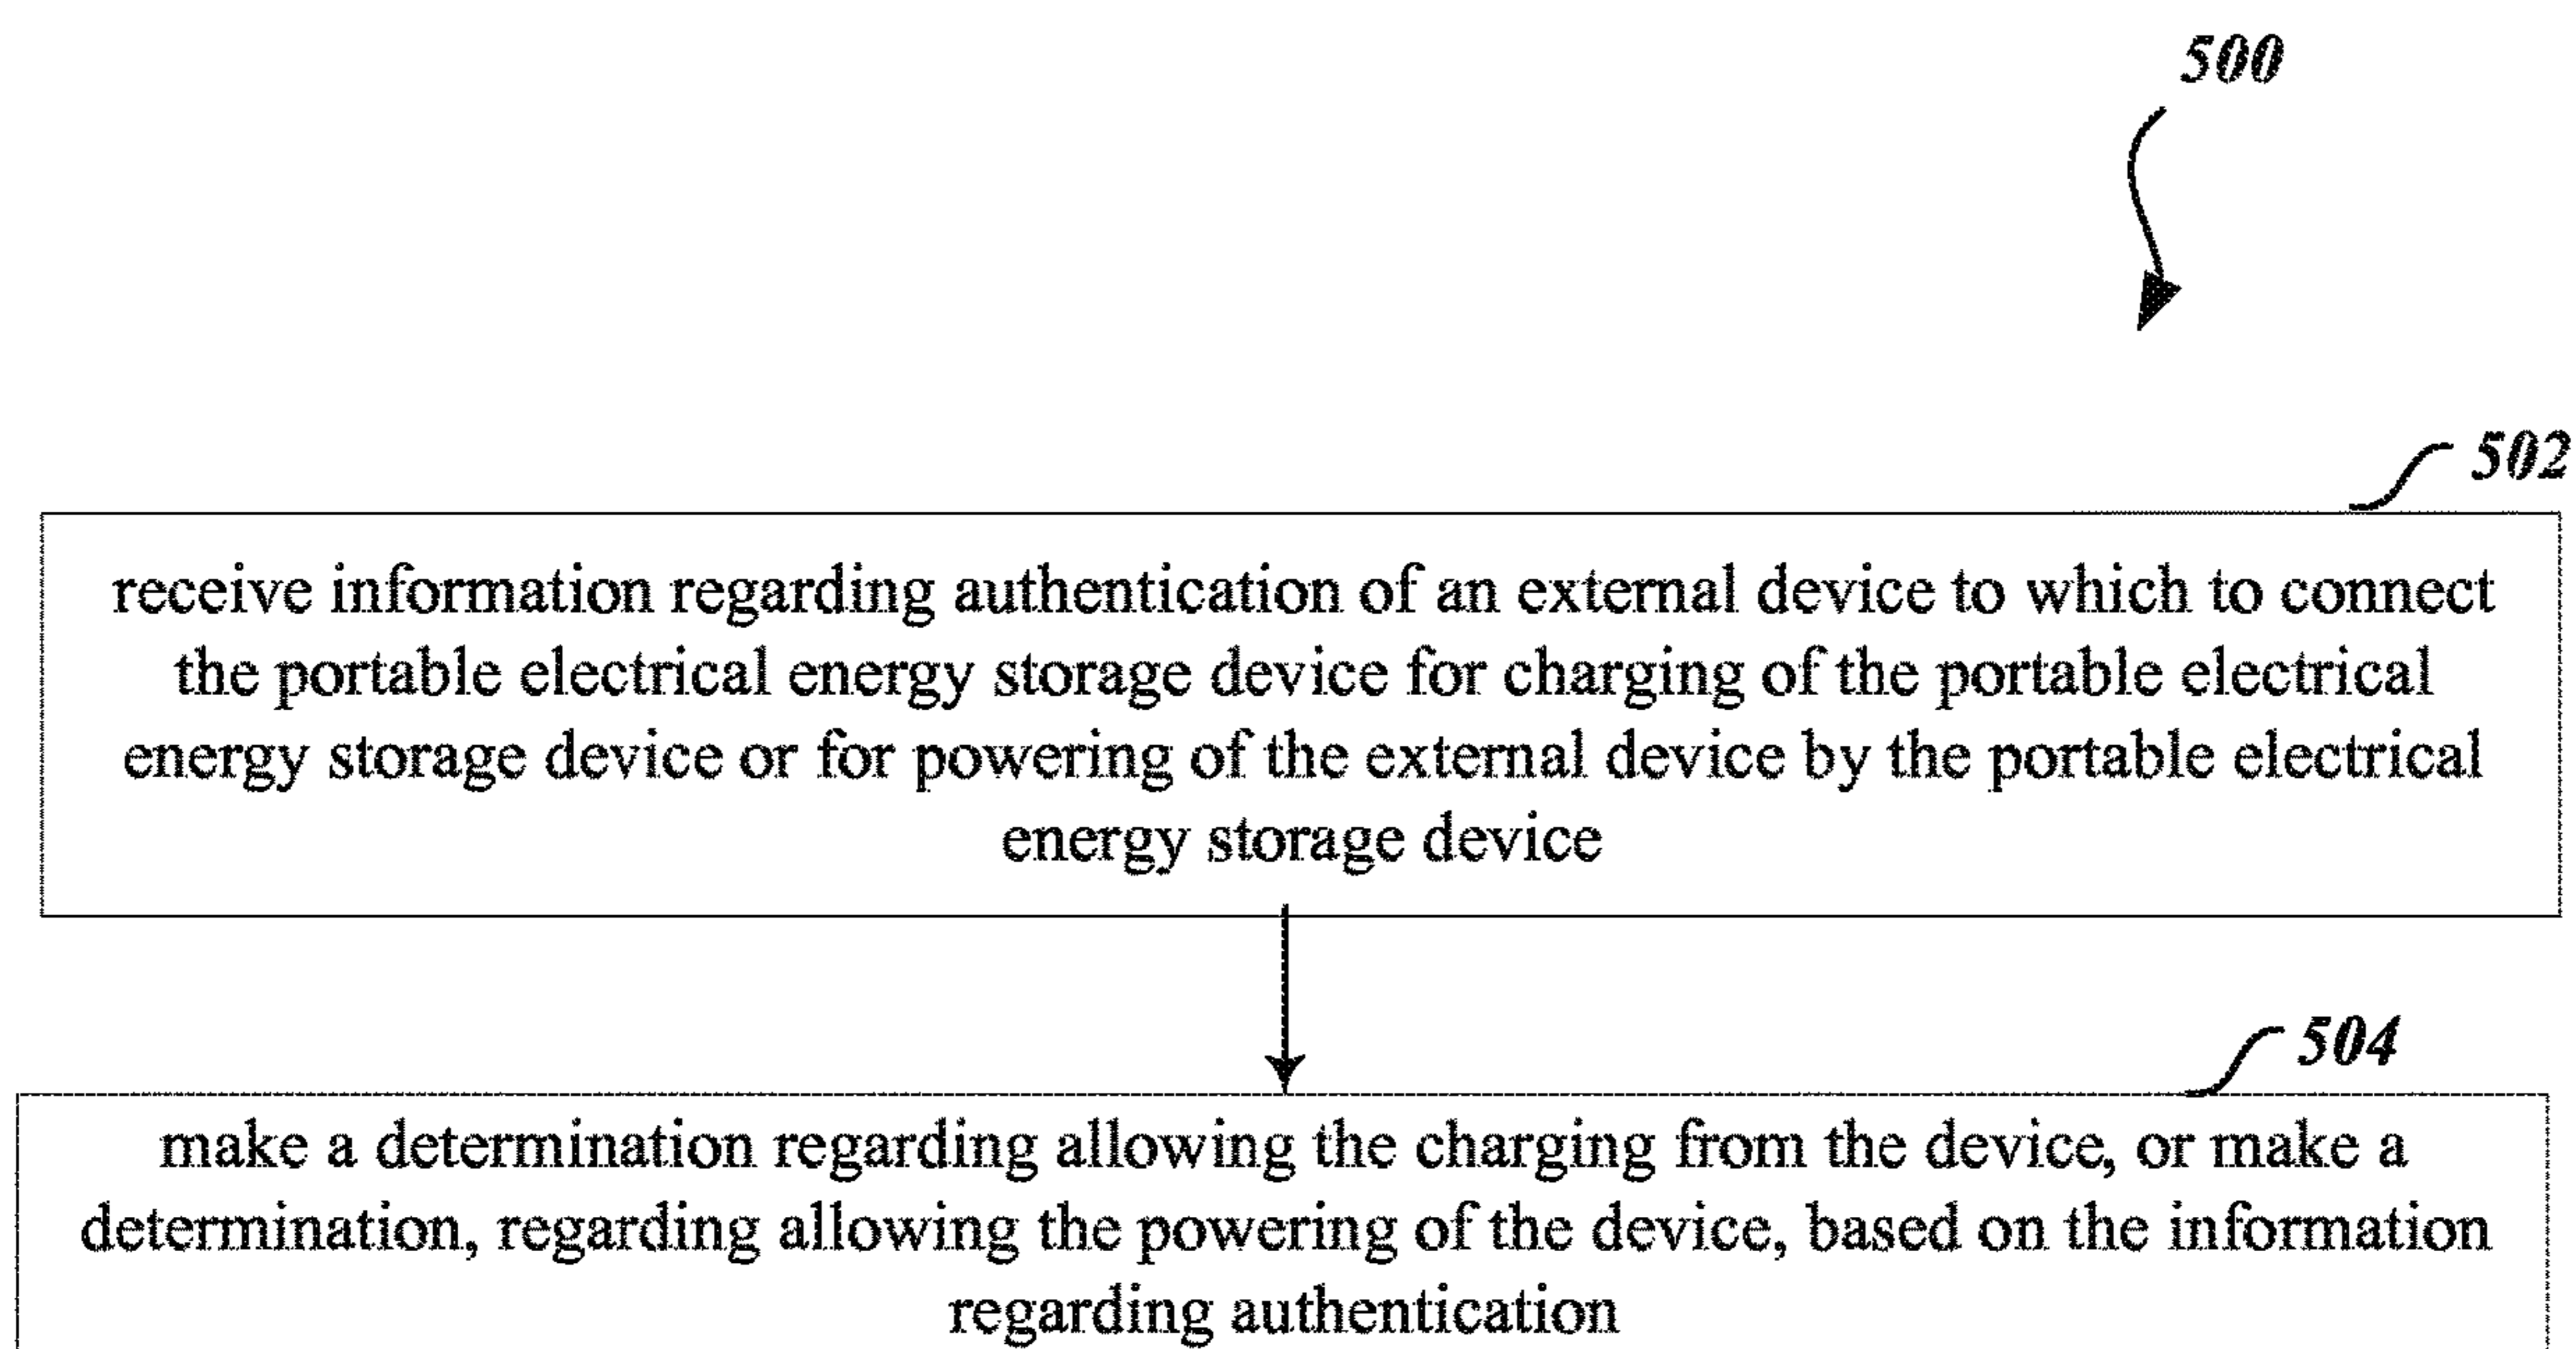 500
502
receive information regarding authentication of an external device to which to connect
the portable electrical energy storage device for charging of the portable electrical
energy storage device or for powering of the external device by the portable electrical
energy storage device
504
make a determination regarding allowing the charging from the device, or make a
determination, regarding allowing the powering of the device, based on the information
regarding authentication